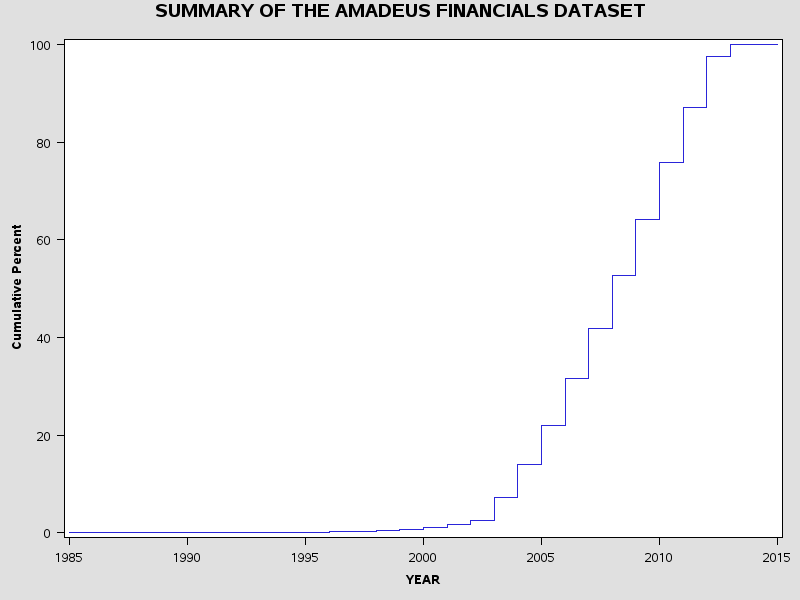 SUMMARY OF THE AMADEUS FINANCIALS DATASET
100
80
60
40
20
0
Cumulative Percent
1985 1990 1995 2000 2005 2010 2015
YEAR